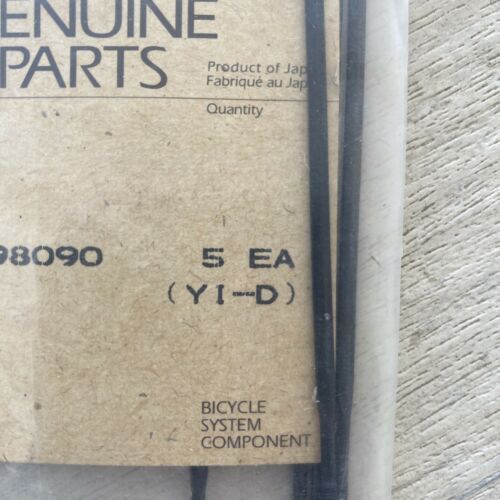 ENUINE
PARTS
Product of Jap
Fabriqué au Jap
Quantity
98090 5 EA
(YI-D)
BICYCLE
SYSTEM
COMPONENT